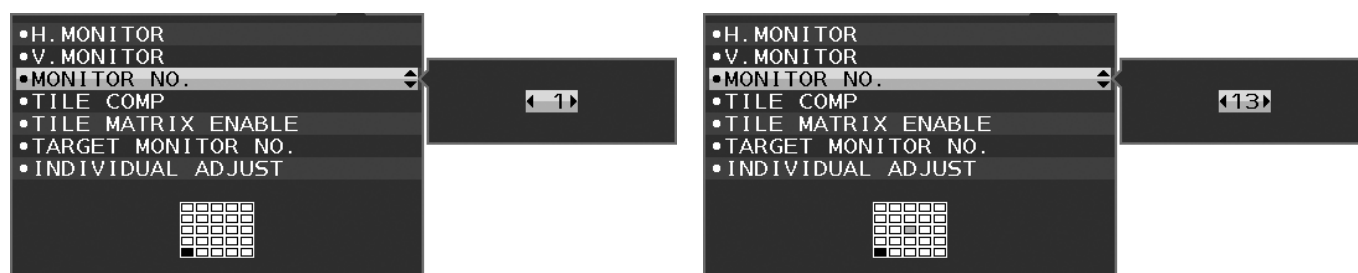 •H.MONITOR
•V.MONITOR
•MONITOR NO.
•TILE COMP
•TILE MATRIX ENABLE
•TARGET MONITOR NO.
•INDIVIDUAL ADJUST
1
•H.MONITOR
•V.MONITOR
•MONITOR NO.
•TILE COMP
•TILE MATRIX ENABLE
•TARGET MONITOR NO.
•INDIVIDUAL ADJUST
13